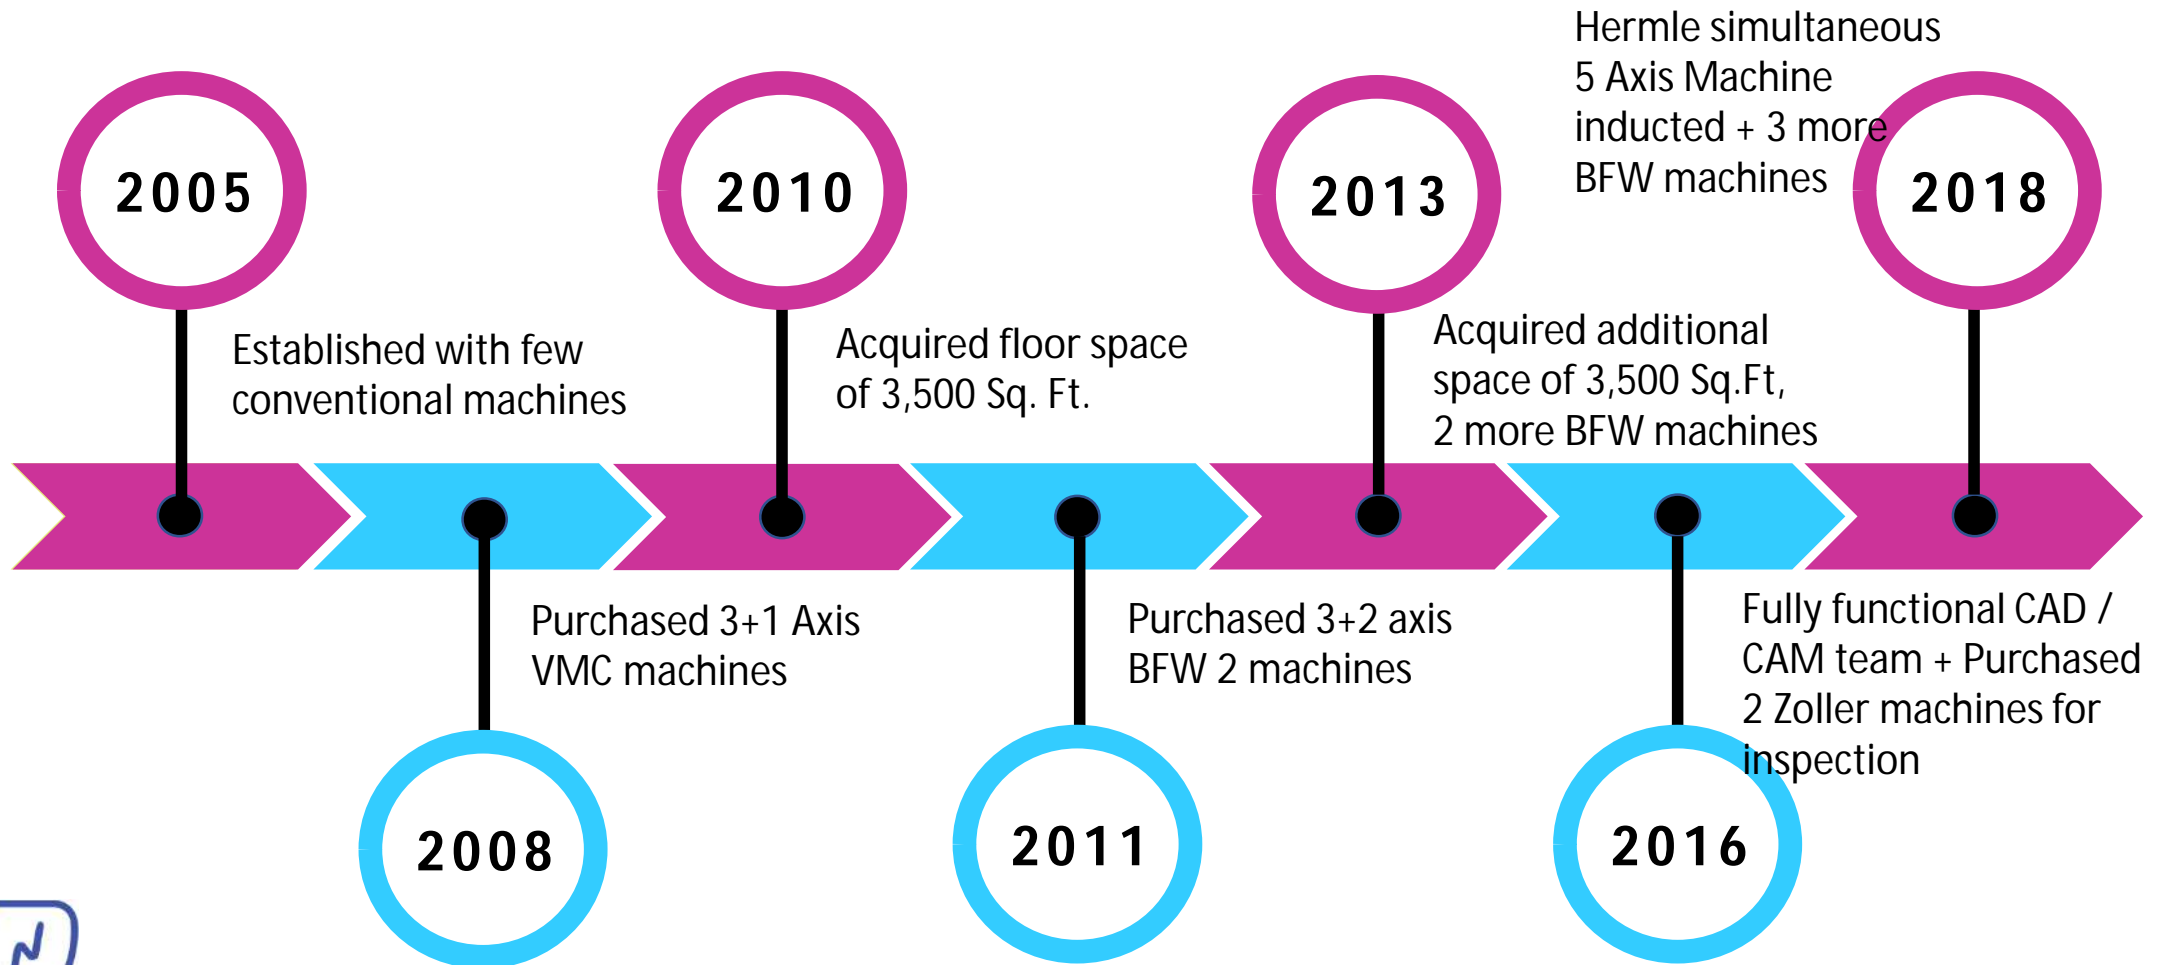 2005
Established with few
conventional machines
2008
Purchased 3+1 Axis
VMC machines
2010
Acquired floor space
of 3,500 Sq. Ft.
2011
Purchased 3+2 axis
BFW 2 machines
2013
Acquired additional
space of 3,500 Sq.Ft,
2 more BFW machines
2016
Fully functional CAD /
CAM team + Purchased
2 Zoller machines for
inspection
2018
Hermle simultaneous
5 Axis Machine
inducted + 3 more
BFW machines